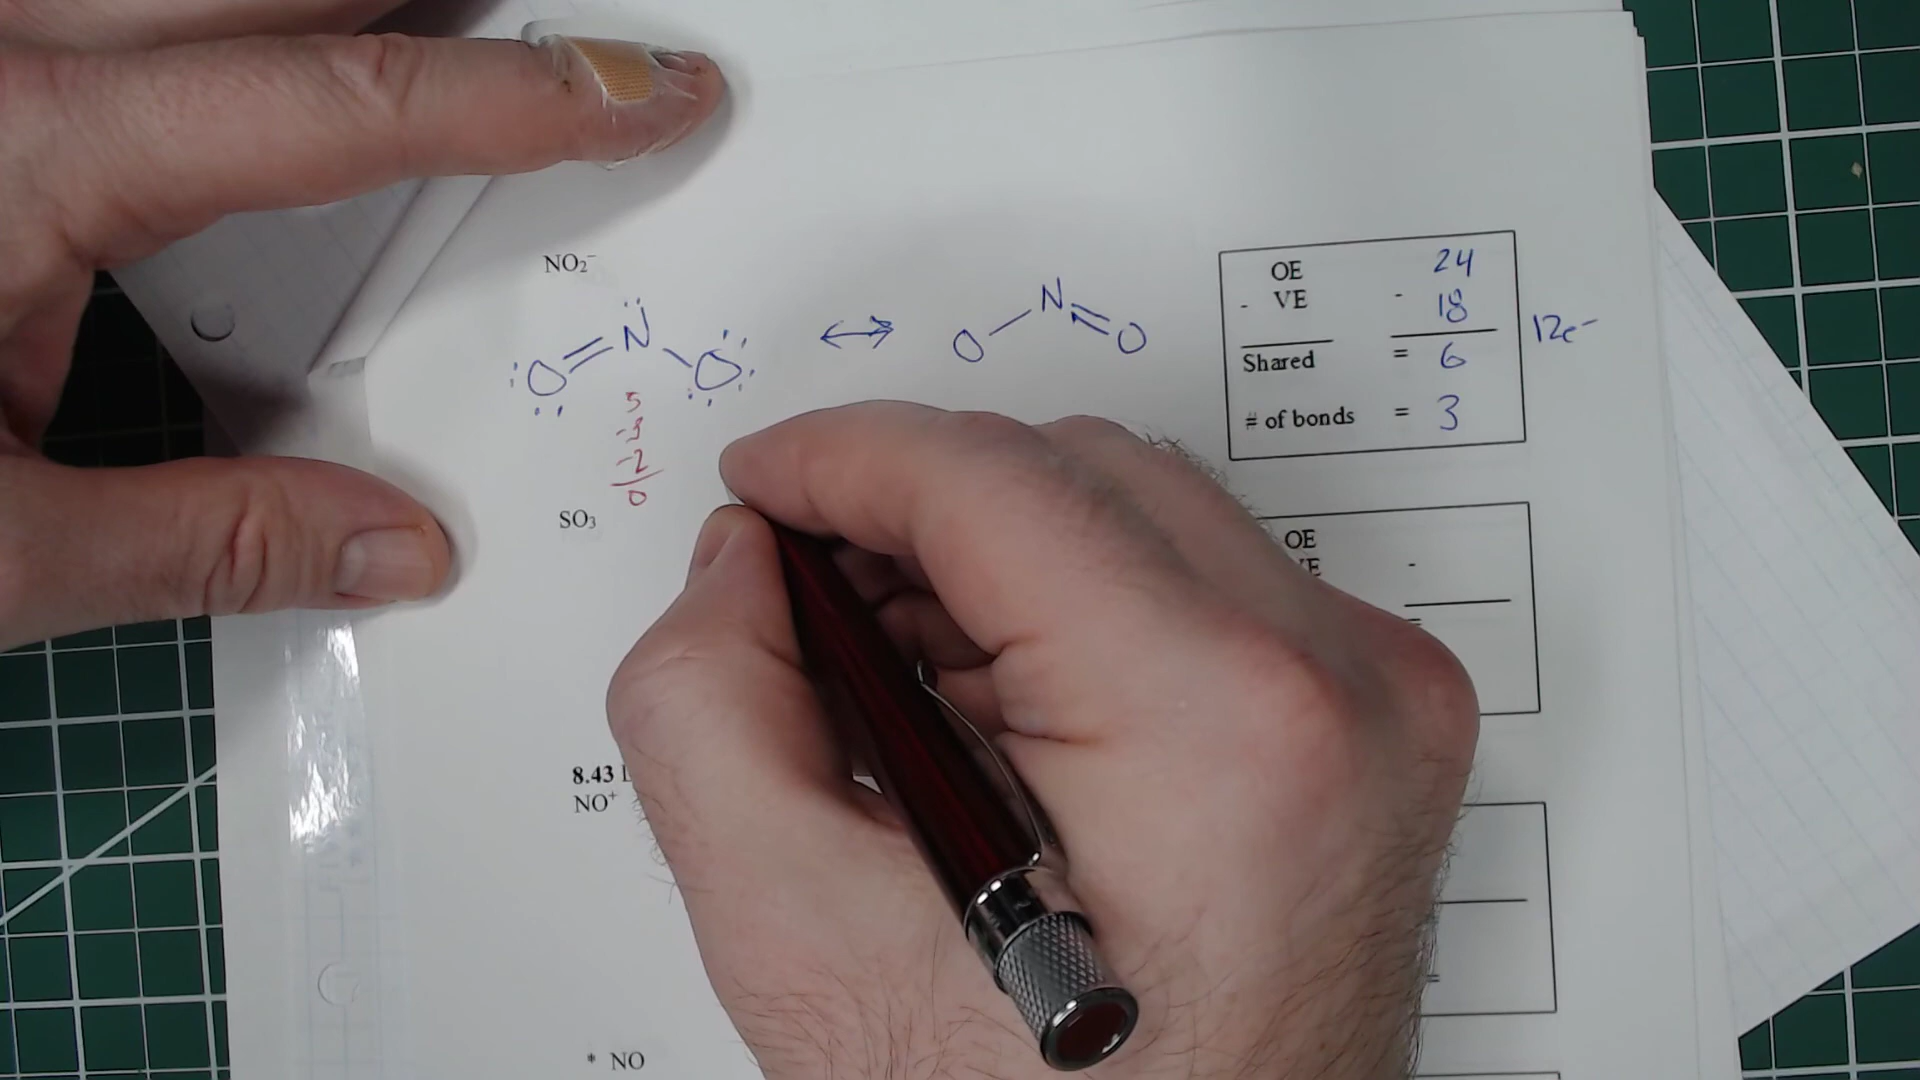 NO₂⁻
O=N-O ↔ O-N=O
5
-3
-2
0
OE 24
- VE - 18
12e⁻
Shared = 6
# of bonds = 3
SO₃
OE
-
=
8.43
NO⁺
=
* NO